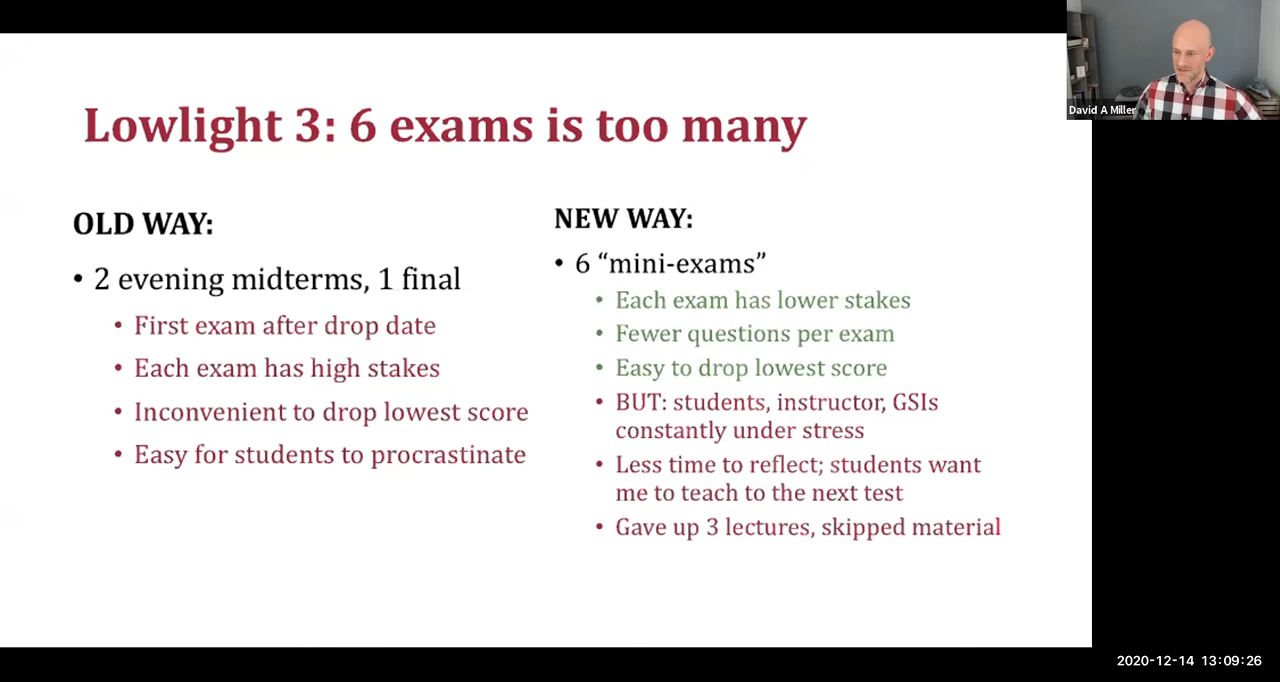 Lowlight 3: 6 exams is too many
OLD WAY:
• 2 evening midterms, 1 final
• First exam after drop date
• Each exam has high stakes
• Inconvenient to drop lowest score
• Easy for students to procrastinate
NEW WAY:
• 6 “mini-exams”
• Each exam has lower stakes
• Fewer questions per exam
• Easy to drop lowest score
• BUT: students, instructor, GSIs
constantly under stress
• Less time to reflect; students want
me to teach to the next test
• Gave up 3 lectures, skipped material
David A Miller
2020-12-14 13:09:26